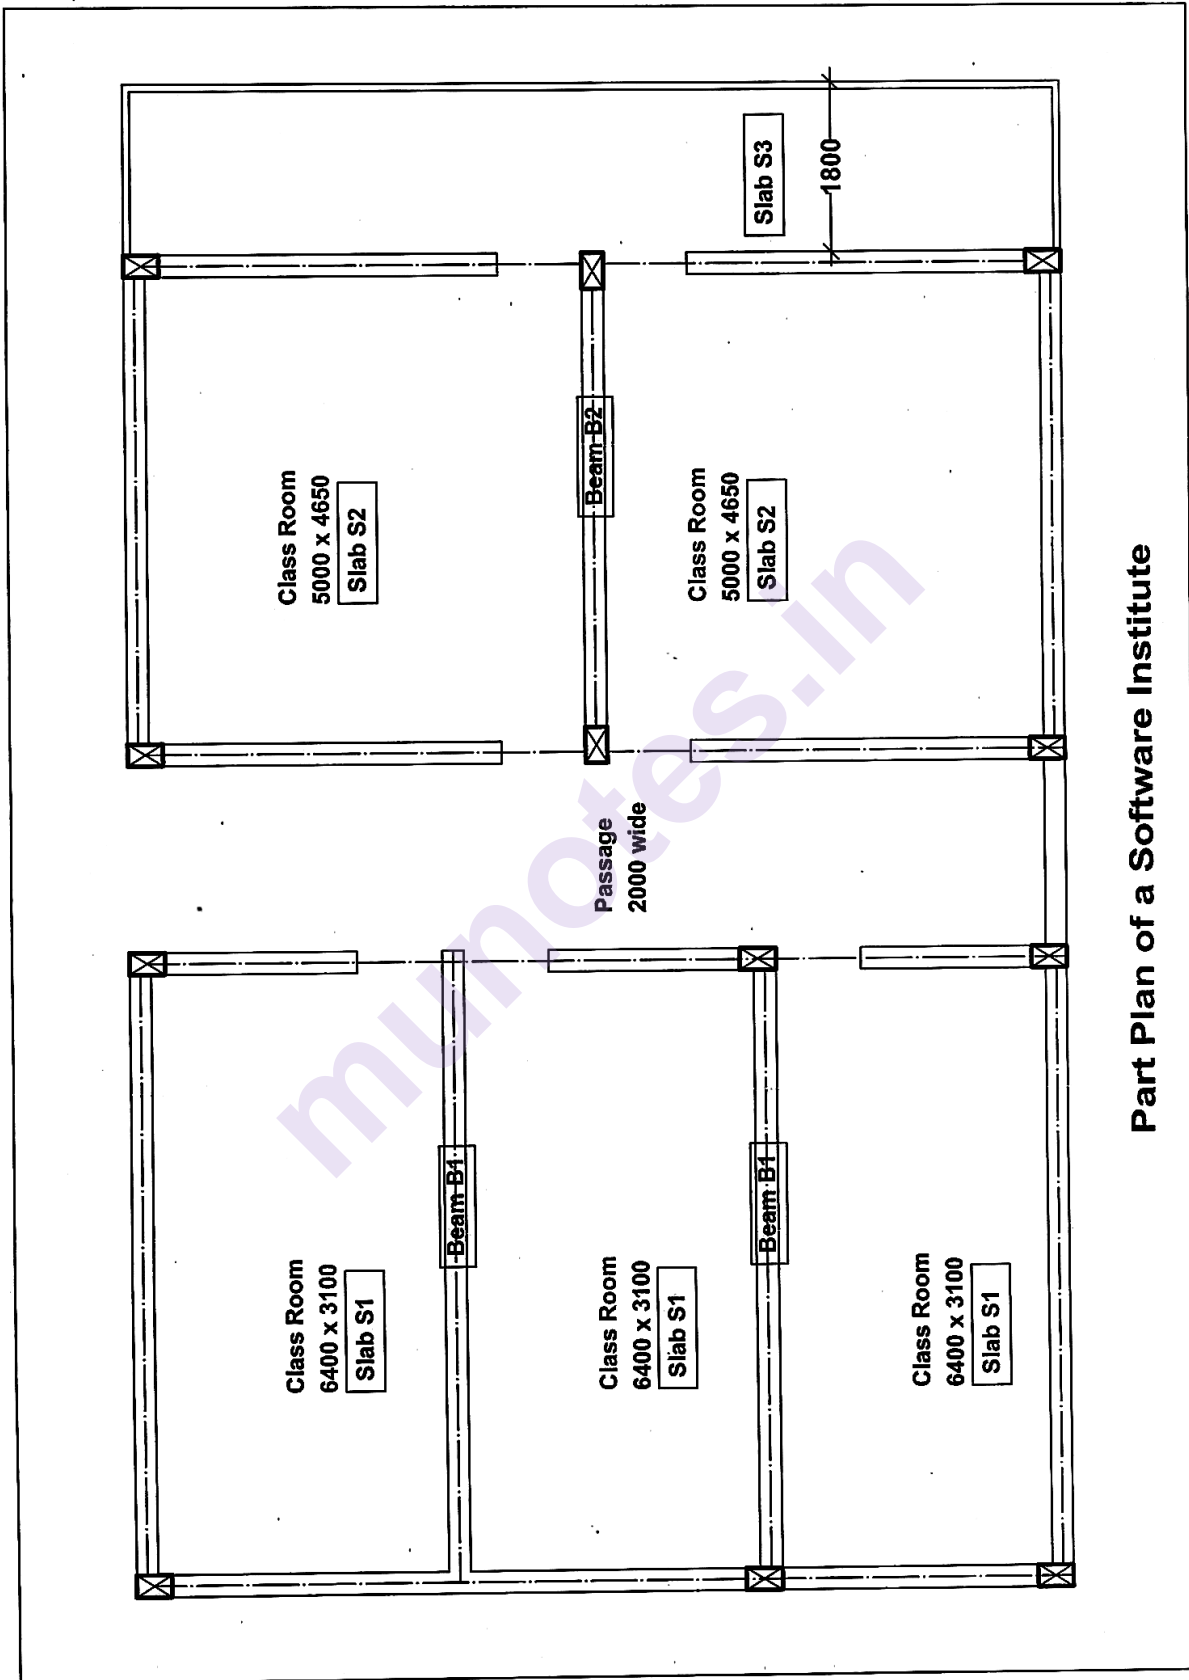 Class Room
6400 x 3100
Slab S1
Beam B1
Class Room
6400 x 3100
Slab S1
Beam B1
Class Room
6400 x 3100
Slab S1
Passage
2000 wide
Class Room
5000 x 4650
Slab S2
Beam B2
Class Room
5000 x 4650
Slab S2
Slab S3
1800
Part Plan of a Software Institute
munotes.in